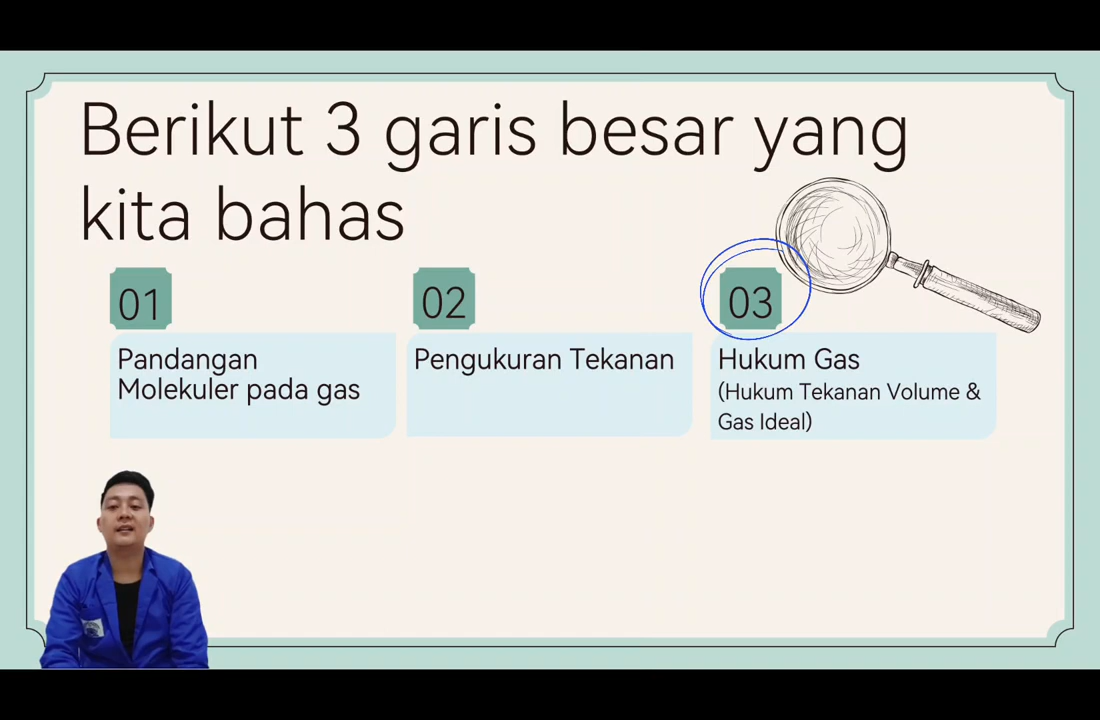 Berikut 3 garis besar yang
kita bahas
01
Pandangan
Molekuler pada gas
02
Pengukuran Tekanan
03
Hukum Gas
(Hukum Tekanan Volume &
Gas Ideal)